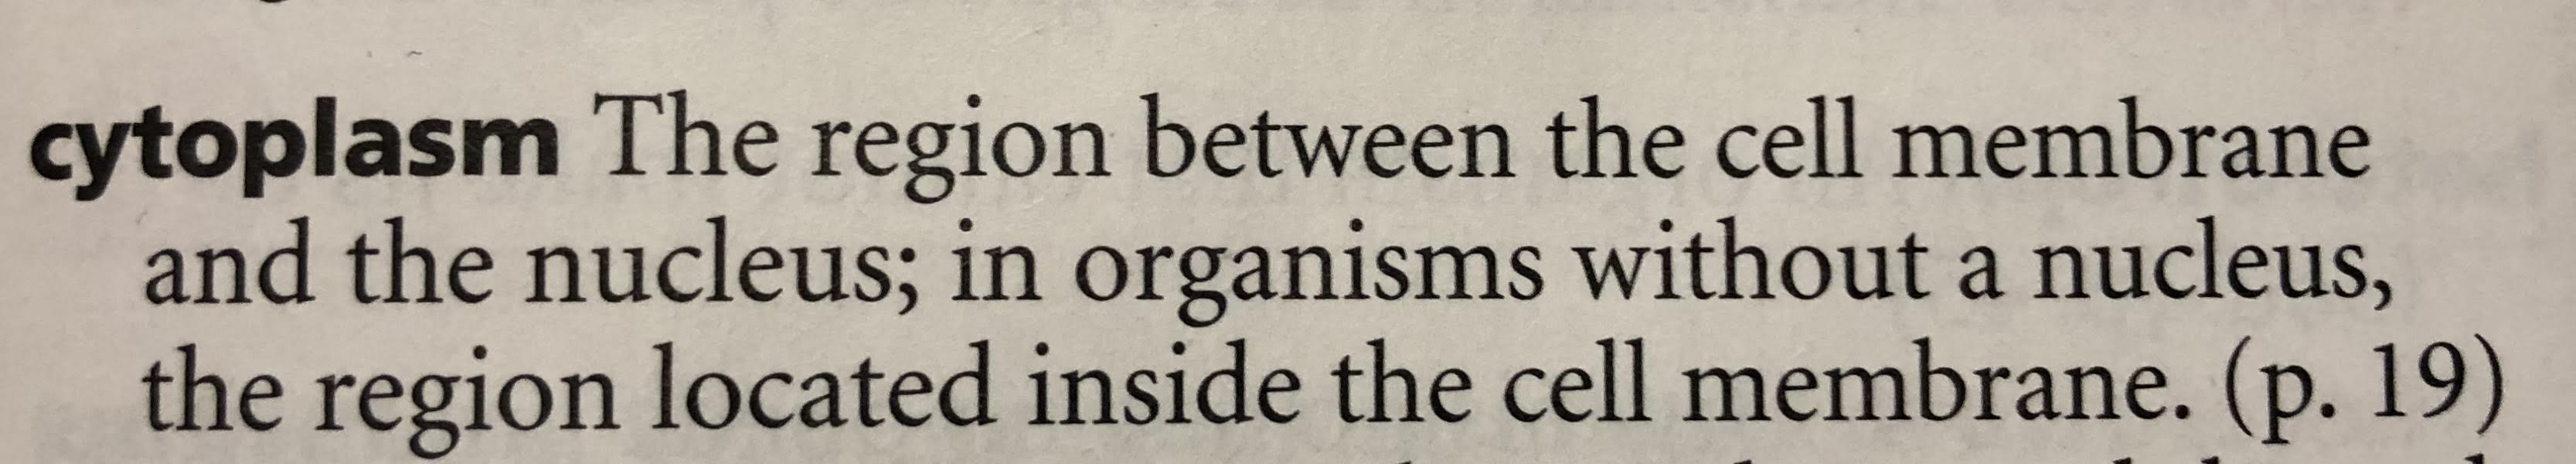 cytoplasm The region between the cell membrane
and the nucleus; in organisms without a nucleus,
the region located inside the cell membrane. (p. 19)